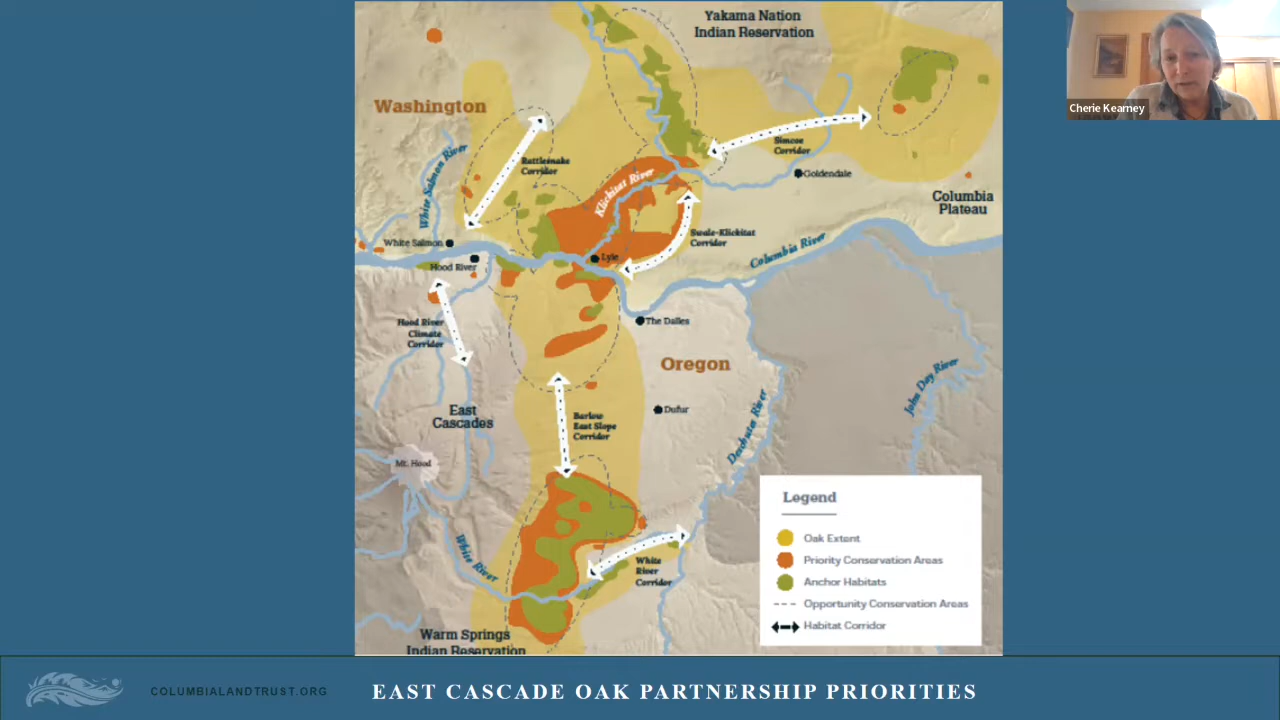 Yakama Nation
Indian Reservation
Cherie Kearney
Washington
Rattlesnake
Corridor
Simcoe
Corridor
Goldendale
White Salmon River
Klickitat River
Columbia
Plateau
Swale-Klickitat
Corridor
White Salmon
Lyle
Columbia River
Hood River
Hood River
Climate
Corridor
The Dalles
Oregon
John Day River
East
Cascades
Dufur
Barlow
East Slope
Corridor
Deschutes River
Mt. Hood
Legend
Oak Extent
Priority Conservation Areas
Anchor Habitats
Opportunity Conservation Areas
Habitat Corridor
White River
White
River
Corridor
Warm Springs
Indian Reservation
COLUMBIALANDTRUST.ORG
EAST CASCADE OAK PARTNERSHIP PRIORITIES